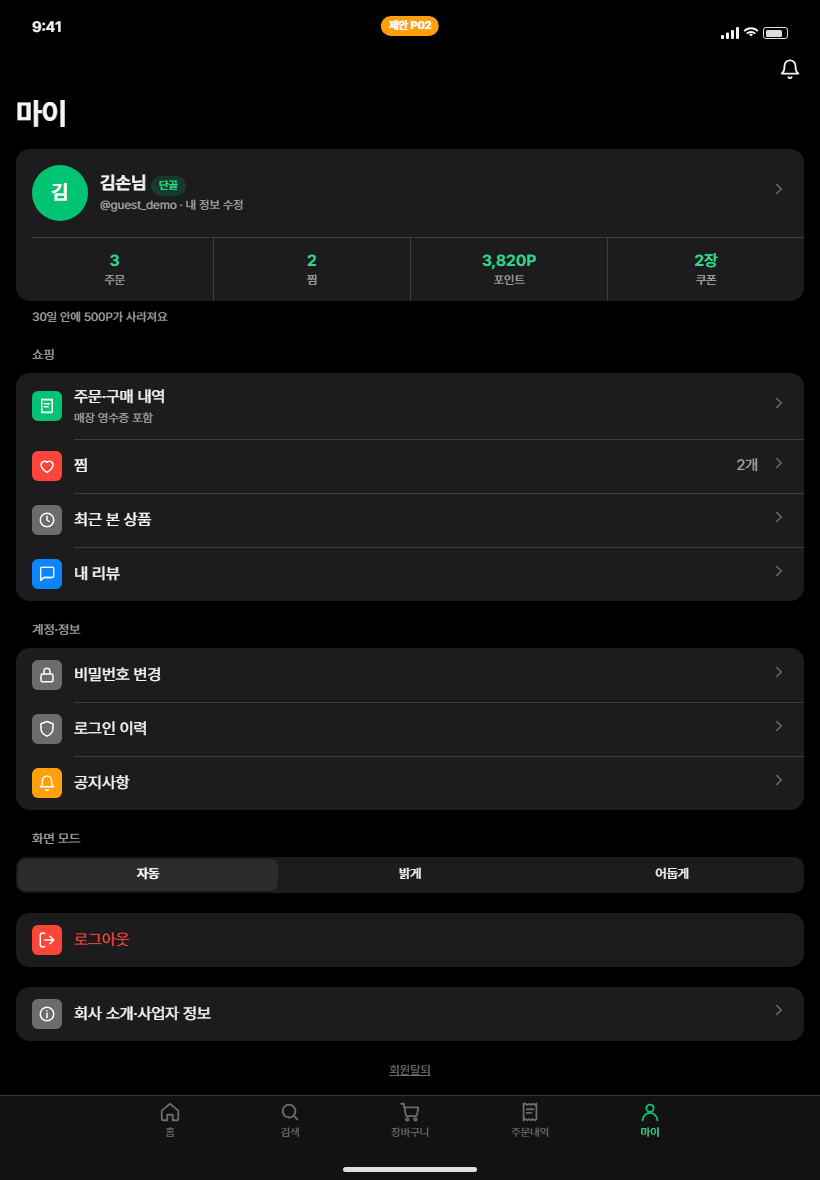 9:41
제안 P02
마이
김
김손님 단골
@guest_demo · 내 정보 수정
3
주문
2
찜
3,820P
포인트
2장
쿠폰
30일 안에 500P가 사라져요
쇼핑
주문·구매 내역
매장 영수증 포함
찜
2개
최근 본 상품
내 리뷰
계정·정보
비밀번호 변경
로그인 이력
공지사항
화면 모드
자동
밝게
어둡게
로그아웃
회사 소개·사업자 정보
회원탈퇴
홈
검색
장바구니
주문내역
마이